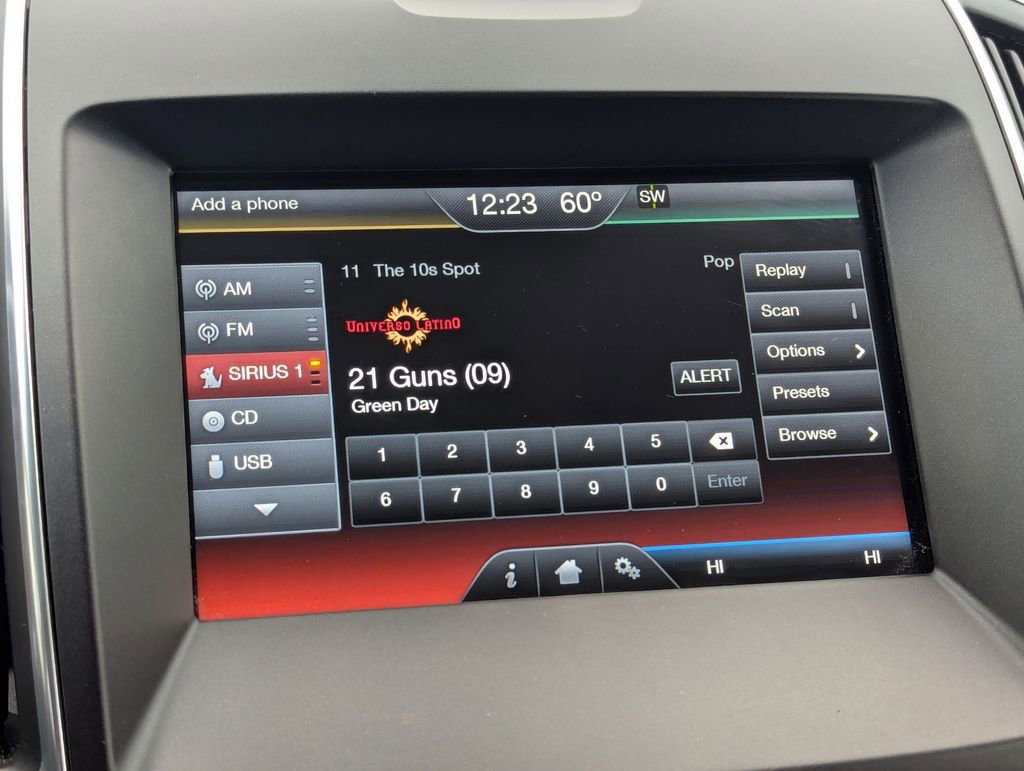 Add a phone
12:23 60°
SW
AM
FM
SIRIUS 1
CD
USB
11 The 10s Spot
Pop
UNIVERSO LATINO
21 Guns (09)
Green Day
ALERT
1 2 3 4 5
6 7 8 9 0 Enter
Replay
Scan
Options
Presets
Browse
i
HI HI